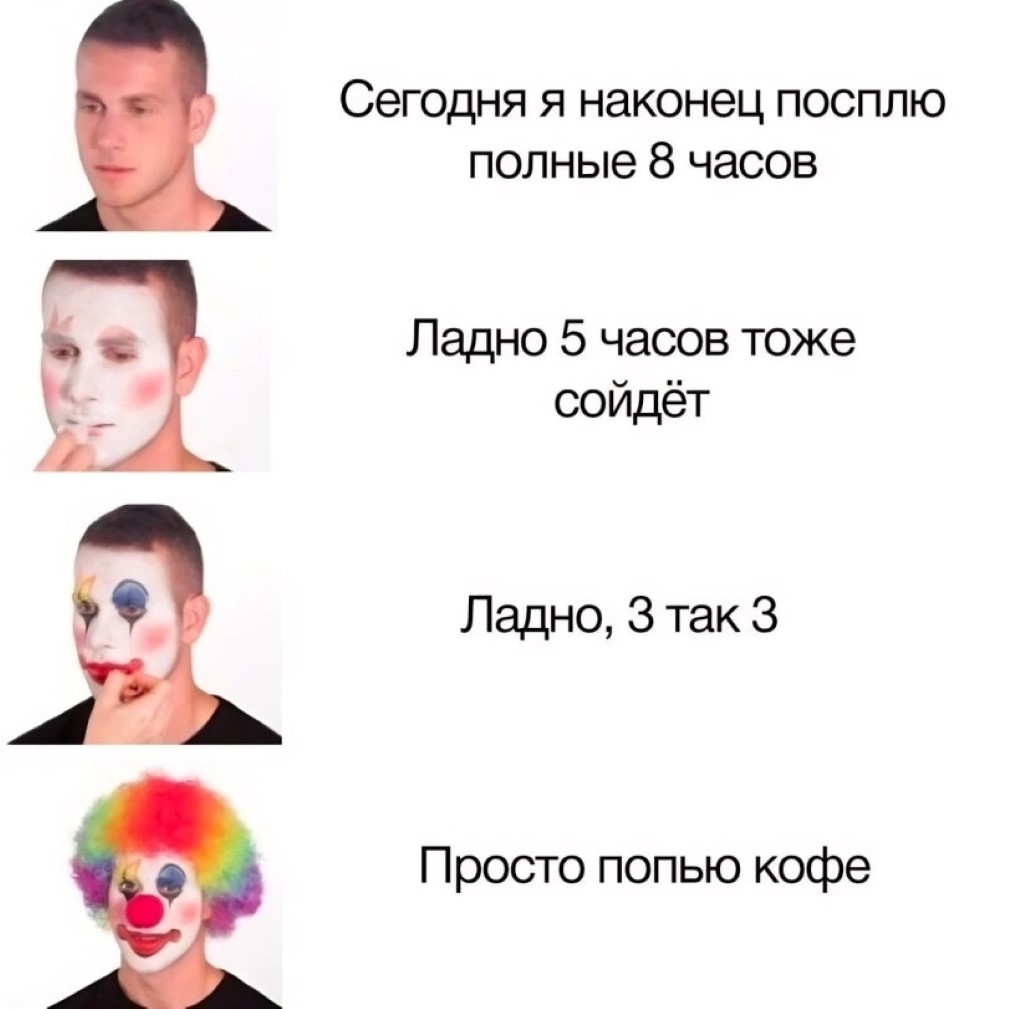 Сегодня я наконец посплю
полные 8 часов
Ладно 5 часов тоже
сойдёт
Ладно, 3 так 3
Просто попью кофе